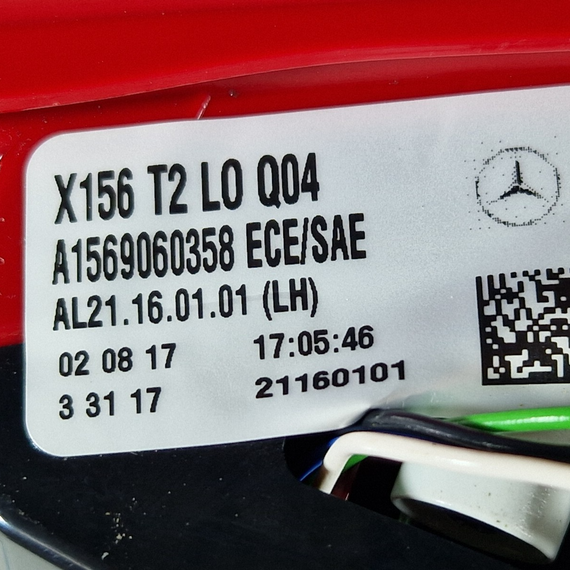 X156 T2 LO Q04
A1569060358 ECE/SAE
AL21.16.01.01 (LH)
02 08 17 17:05:46
3 31 17 21160101